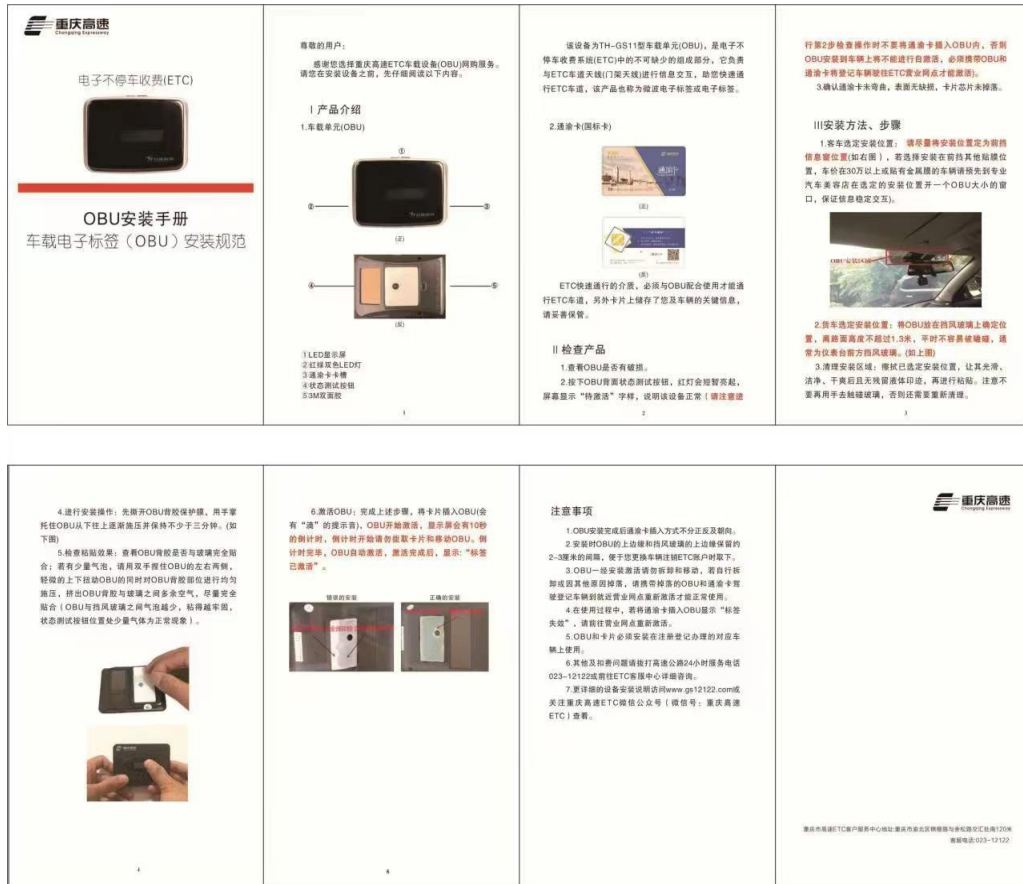 重庆高速
Chongqing Expressway
电子不停车收费(ETC)
OBU安装手册
车载电子标签（OBU）安装规范
尊敬的用户：
感谢您选择重庆高速ETC车载设备(OBU)网购服务。
请您在安装设备之前，先仔细阅读以下内容。
I 产品介绍
1.车载单元(OBU)
①
②
③
(正)
④
⑤
(反)
①LED显示屏
②红绿双色LED灯
③通渝卡卡槽
④状态测试按钮
⑤3M双面胶
1
该设备为TH-GS11型车载单元(OBU)，是电子不
停车收费系统(ETC)中的不可缺少的组成部分，它负责
与ETC车道天线(门架天线)进行信息交互，助您快速通
行ETC车道，该产品也称为微波电子标签或电子标签。
2.通渝卡(国标卡)
(正)
(反)
ETC快速通行的介质，必须与OBU配合使用才能通
行ETC车道，另外卡片上储存了您及车辆的关键信息，
请妥善保管。
II 检查产品
1.查看OBU是否有破损。
2.按下OBU背面状态测试按钮，红灯会短暂亮起，
屏幕显示“待激活”字样，说明该设备正常（请注意进
2
行第2步检查操作时不要将通渝卡插入OBU内，否则
OBU安装到车辆上将不能进行自激活，必须携带OBU和
通渝卡将登记车辆驶往ETC营业网点才能激活)。
3.确认通渝卡未弯曲，表面无缺损，卡片芯片未掉落。
III安装方法、步骤
1.客车选定安装位置： 请尽量将安装位置定为前挡
信息窗位置(如右图），若选择安装在前挡其他贴膜位
置，车价在30万以上或贴有金属膜的车辆请预先到专业
汽车美容店在选定的安装位置开一个OBU大小的窗
口，保证信息稳定交互)。
OBU安装区域
2.货车选定安装位置：将OBU放在挡风玻璃上确定位
置，离路面高度不超过1.3米，平时不容易被磕碰，通
常为仪表台前方挡风玻璃。(如上图)
3.清理安装区域：擦拭已选定安装位置，让其光滑、
洁净、干爽后且无残留液体印迹，再进行粘贴。注意不
要再用手去触碰玻璃，否则还需要重新清理。
3
4.进行安装操作：先撕开OBU背胶保护膜，用手掌
托住OBU从下往上逐渐施压并保持不少于三分钟。(如
下图)
5.检查粘贴效果：查看OBU背胶是否与玻璃完全贴
合；若有少量气泡，请用双手捏住OBU的左右两侧，
轻微的上下扭动OBU的同时对OBU背胶部位进行均匀
施压，挤出OBU背胶与玻璃之间多余空气，尽量完全
贴合（OBU与挡风玻璃之间气泡越少，粘得越牢固，
状态测试按钮位置处少量气体为正常现象）。
4
6.激活OBU：完成上述步骤，将卡片插入OBU(会
有“滴”的提示音)，OBU开始激活，显示屏会有10秒
的倒计时，倒计时开始请勿拔取卡片和移动OBU。倒
计时完毕，OBU自动激活，激活完成后，显示:“标签
已激活”。
错误的安装
正确的安装
注意事项
1.OBU安装完成后通渝卡插入方式不分正反及朝向。
2.安装时OBU的上边缘和挡风玻璃的上边缘保留的
2-3厘米的间隔，便于您更换车辆注销ETC账户时取下。
3.OBU一经安装激活请勿拆卸和移动，若自行拆
卸或因其他原因掉落，请携带掉落的OBU和通渝卡驾
驶登记车辆到就近营业网点重新激活才能正常使用。
4.在使用过程中，若将通渝卡插入OBU显示“标签
失效”，请前往营业网点重新激活。
5.OBU和卡片必须安装在注册登记办理的对应车
辆上使用。
6.其他及扣费问题请拨打高速公路24小时服务电话
023-12122或前往ETC客服中心详细咨询。
7.更详细的设备安装说明访问www.gs12122.com或
关注重庆高速ETC微信公众号（微信号：重庆高速
ETC）查看。
重庆高速
Chongqing Expressway
客服电话:023-12122